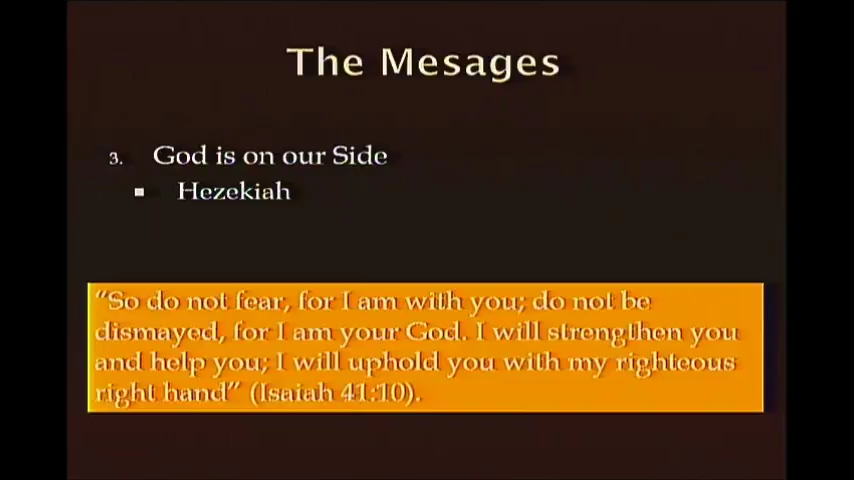 The Mesages
3. God is on our Side
▪ Hezekiah
“So do not fear, for I am with you; do not be
dismayed, for I am your God. I will strengthen you
and help you; I will uphold you with my righteous
right hand” (Isaiah 41:10).